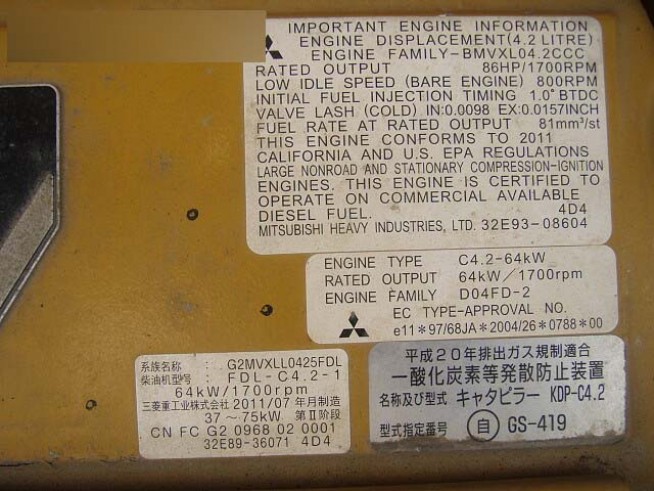 IMPORTANT ENGINE INFORMATION
ENGINE DISPLACEMENT(4.2 LITRE)
ENGINE FAMILY-BMVXL04.2CCC
RATED OUTPUT 86HP/1700RPM
LOW IDLE SPEED (BARE ENGINE) 800RPM
INITIAL FUEL INJECTION TIMING 1.0° BTDC
VALVE LASH (COLD) IN:0.0098 EX:0.0157INCH
FUEL RATE AT RATED OUTPUT 81mm³/st
THIS ENGINE CONFORMS TO 2011
CALIFORNIA AND U.S. EPA REGULATIONS
LARGE NONROAD AND STATIONARY COMPRESSION-IGNITION
ENGINES. THIS ENGINE IS CERTIFIED TO
OPERATE ON COMMERCIAL AVAILABLE
DIESEL FUEL. 4D4
MITSUBISHI HEAVY INDUSTRIES, LTD. 32E93-08604
ENGINE TYPE C4.2-64kW
RATED OUTPUT 64kW/1700rpm
ENGINE FAMILY D04FD-2
EC TYPE-APPROVAL NO.
e11*97/68JA*2004/26*0788*00
系族名称: G2MVXLL0425FDL
柴油机型号: FDL-C4.2-1
64kW/1700rpm
三菱重工业株式会社 2011/07 年月制造
37～75kW. 第Ⅱ阶段
CN FC G2 0968 02 0001
32E89-36071 4D4
平成20年排出ガス規制適合
一酸化炭素等発散防止装置
名称及び型式 キャタピラー KDP-C4.2
型式指定番号 自 GS-419